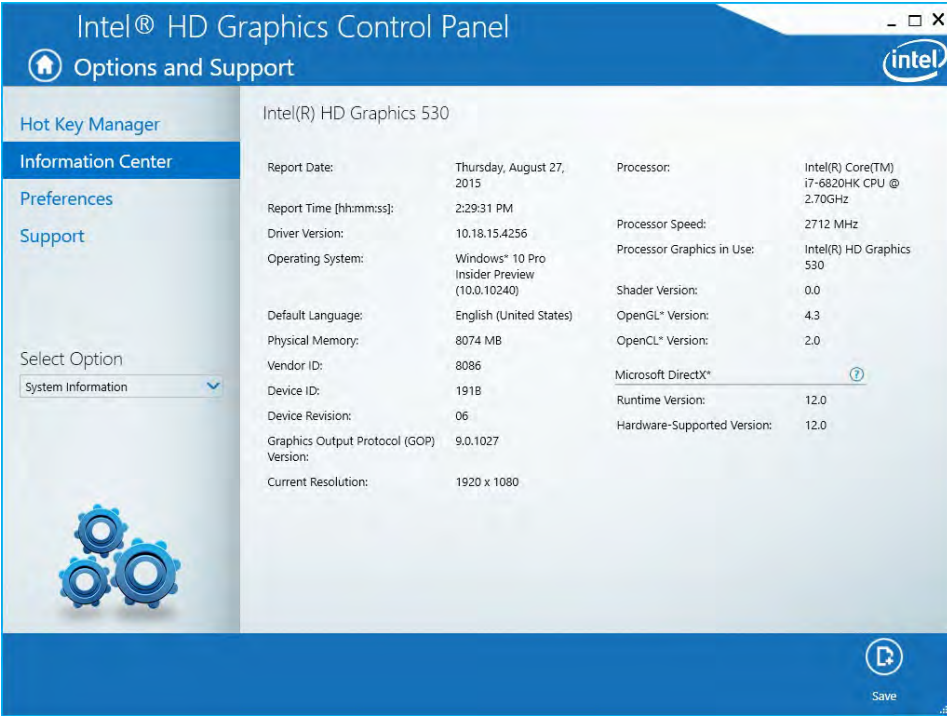 Intel® HD Graphics Control Panel
Options and Support
intel
Hot Key Manager
Information Center
Preferences
Support
Select Option
System Information
Intel(R) HD Graphics 530
Report Date: Thursday, August 27,
2015
Report Time [hh:mm:ss]: 2:29:31 PM
Driver Version: 10.18.15.4256
Operating System: Windows* 10 Pro
Insider Preview
(10.0.10240)
Default Language: English (United States)
Physical Memory: 8074 MB
Vendor ID: 8086
Device ID: 191B
Device Revision: 06
Graphics Output Protocol (GOP) 9.0.1027
Version:
Current Resolution: 1920 x 1080
Processor: Intel(R) Core(TM)
i7-6820HK CPU @
2.70GHz
Processor Speed: 2712 MHz
Processor Graphics in Use: Intel(R) HD Graphics
530
Shader Version: 0.0
OpenGL* Version: 4.3
OpenCL* Version: 2.0
Microsoft DirectX* ?
Runtime Version: 12.0
Hardware-Supported Version: 12.0
Save